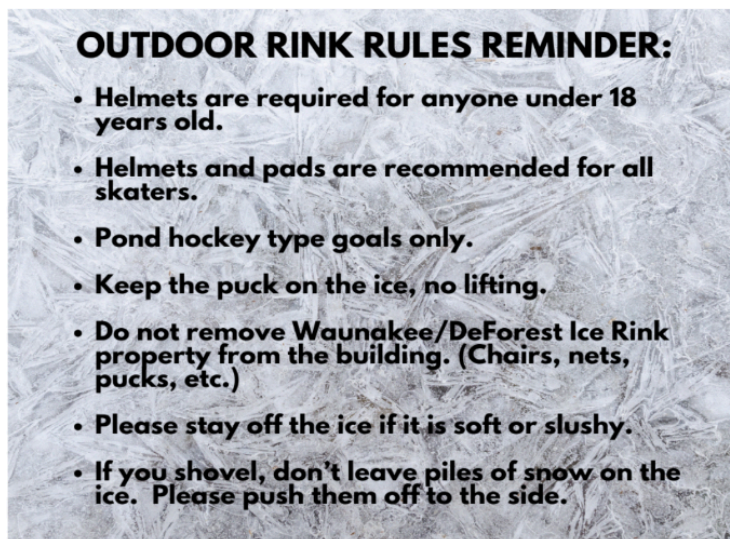 OUTDOOR RINK RULES REMINDER:
• Helmets are required for anyone under 18
years old.
• Helmets and pads are recommended for all
skaters.
• Pond hockey type goals only.
• Keep the puck on the ice, no lifting.
• Do not remove Waunakee/DeForest Ice Rink
property from the building. (Chairs, nets,
pucks, etc.)
• Please stay off the ice if it is soft or slushy.
• If you shovel, don't leave piles of snow on the
ice.  Please push them off to the side.